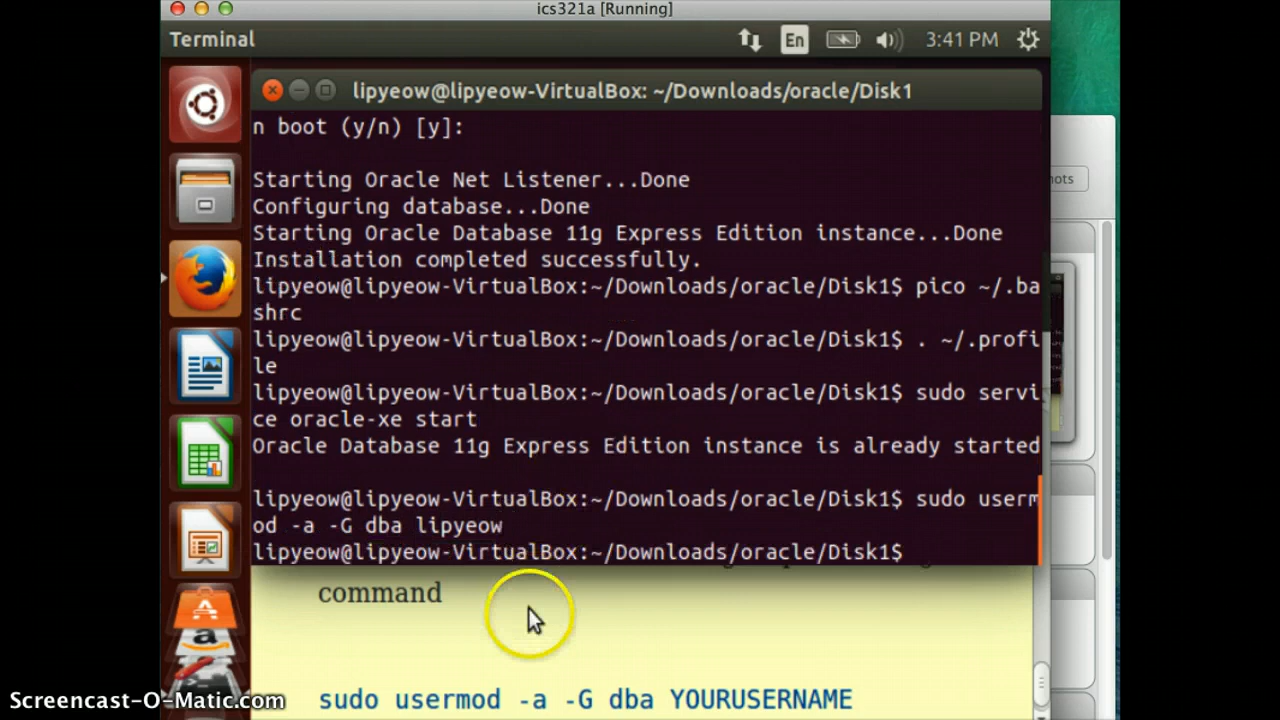 ics321a [Running]
Terminal
En
3:41 PM
lipyeow@lipyeow-VirtualBox: ~/Downloads/oracle/Disk1
n boot (y/n) [y]:
Starting Oracle Net Listener...Done
Configuring database...Done
Starting Oracle Database 11g Express Edition instance...Done
Installation completed successfully.
lipyeow@lipyeow-VirtualBox:~/Downloads/oracle/Disk1$ pico ~/.ba
shrc
lipyeow@lipyeow-VirtualBox:~/Downloads/oracle/Disk1$ . ~/.profi
le
lipyeow@lipyeow-VirtualBox:~/Downloads/oracle/Disk1$ sudo servi
ce oracle-xe start
Oracle Database 11g Express Edition instance is already started
lipyeow@lipyeow-VirtualBox:~/Downloads/oracle/Disk1$ sudo userm
od -a -G dba lipyeow
lipyeow@lipyeow-VirtualBox:~/Downloads/oracle/Disk1$
command
sudo usermod -a -G dba YOURUSERNAME
Screencast-O-Matic.com